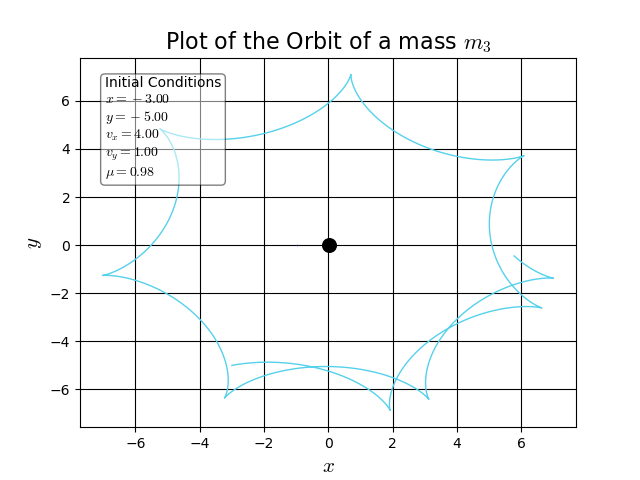 Plot of the Orbit of a mass m₃
Initial Conditions
x = −3.00
y = −5.00
vₓ = 4.00
v_y = 1.00
μ = 0.98
6
4
2
0
−2
−4
−6
y
−6 −4 −2 0 2 4 6
x